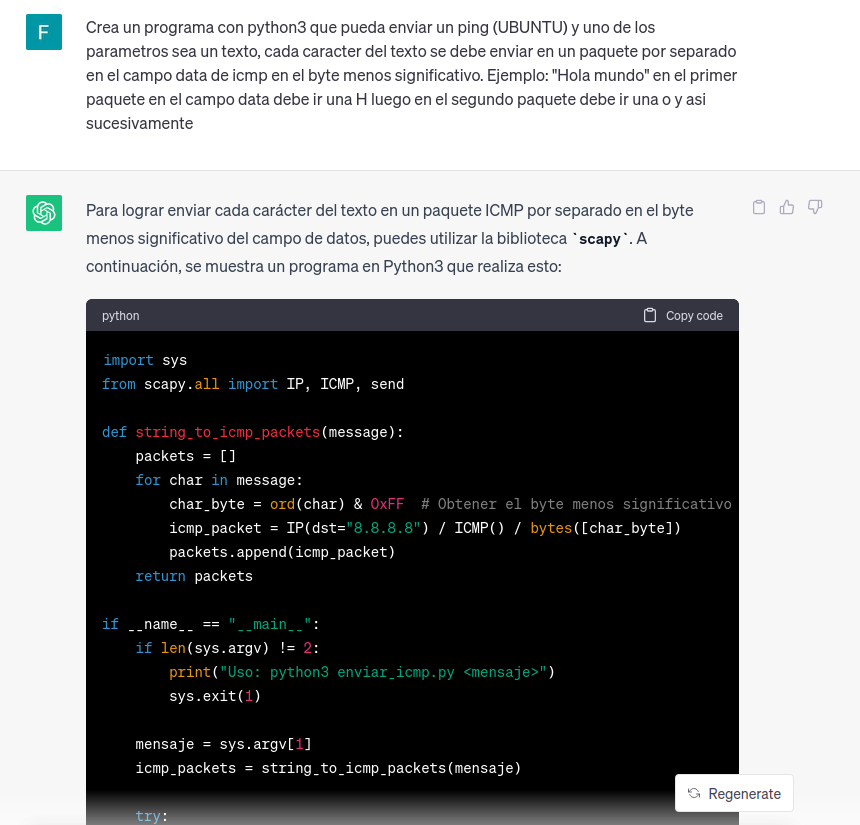 F
Crea un programa con python3 que pueda enviar un ping (UBUNTU) y uno de los
parametros sea un texto, cada caracter del texto se debe enviar en un paquete por separado
en el campo data de icmp en el byte menos significativo. Ejemplo: "Hola mundo" en el primer
paquete en el campo data debe ir una H luego en el segundo paquete debe ir una o y asi
sucesivamente
Para lograr enviar cada carácter del texto en un paquete ICMP por separado en el byte
menos significativo del campo de datos, puedes utilizar la biblioteca `scapy`. A
continuación, se muestra un programa en Python3 que realiza esto:
python Copy code
import sys
from scapy.all import IP, ICMP, send
def string_to_icmp_packets(message):
    packets = []
    for char in message:
        char_byte = ord(char) & 0xFF  # Obtener el byte menos significativo
        icmp_packet = IP(dst="8.8.8.8") / ICMP() / bytes([char_byte])
        packets.append(icmp_packet)
    return packets
if __name__ == "__main__":
    if len(sys.argv) != 2:
        print("Uso: python3 enviar_icmp.py <mensaje>")
        sys.exit(1)
    mensaje = sys.argv[1]
    icmp_packets = string_to_icmp_packets(mensaje)
Regenerate
    try: